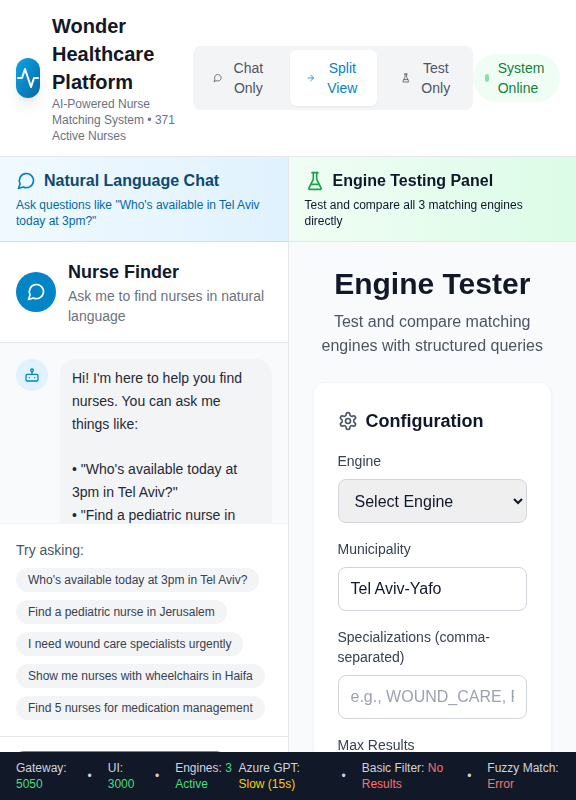 Wonder
Healthcare
Platform
AI-Powered Nurse
Matching System • 371
Active Nurses
Chat
Only
Split
View
Test
Only
System
Online
Natural Language Chat
Ask questions like "Who's available in Tel Aviv
today at 3pm?"
Engine Testing Panel
Test and compare all 3 matching engines
directly
Nurse Finder
Ask me to find nurses in natural
language
Hi! I'm here to help you find
nurses. You can ask me
things like:
• "Who's available today at
3pm in Tel Aviv?"
• "Find a pediatric nurse in
Try asking:
Who's available today at 3pm in Tel Aviv?
Find a pediatric nurse in Jerusalem
I need wound care specialists urgently
Show me nurses with wheelchairs in Haifa
Find 5 nurses for medication management
Engine Tester
Test and compare matching
engines with structured queries
Configuration
Engine
Select Engine
Municipality
Tel Aviv-Yafo
Specializations (comma-
separated)
e.g., WOUND_CARE,
Max Results
Gateway:
5050
•
UI:
3000
•
Engines: 3
Active
Azure GPT:
Slow (15s)
•
Basic Filter: No
Results
•
Fuzzy Match:
Error